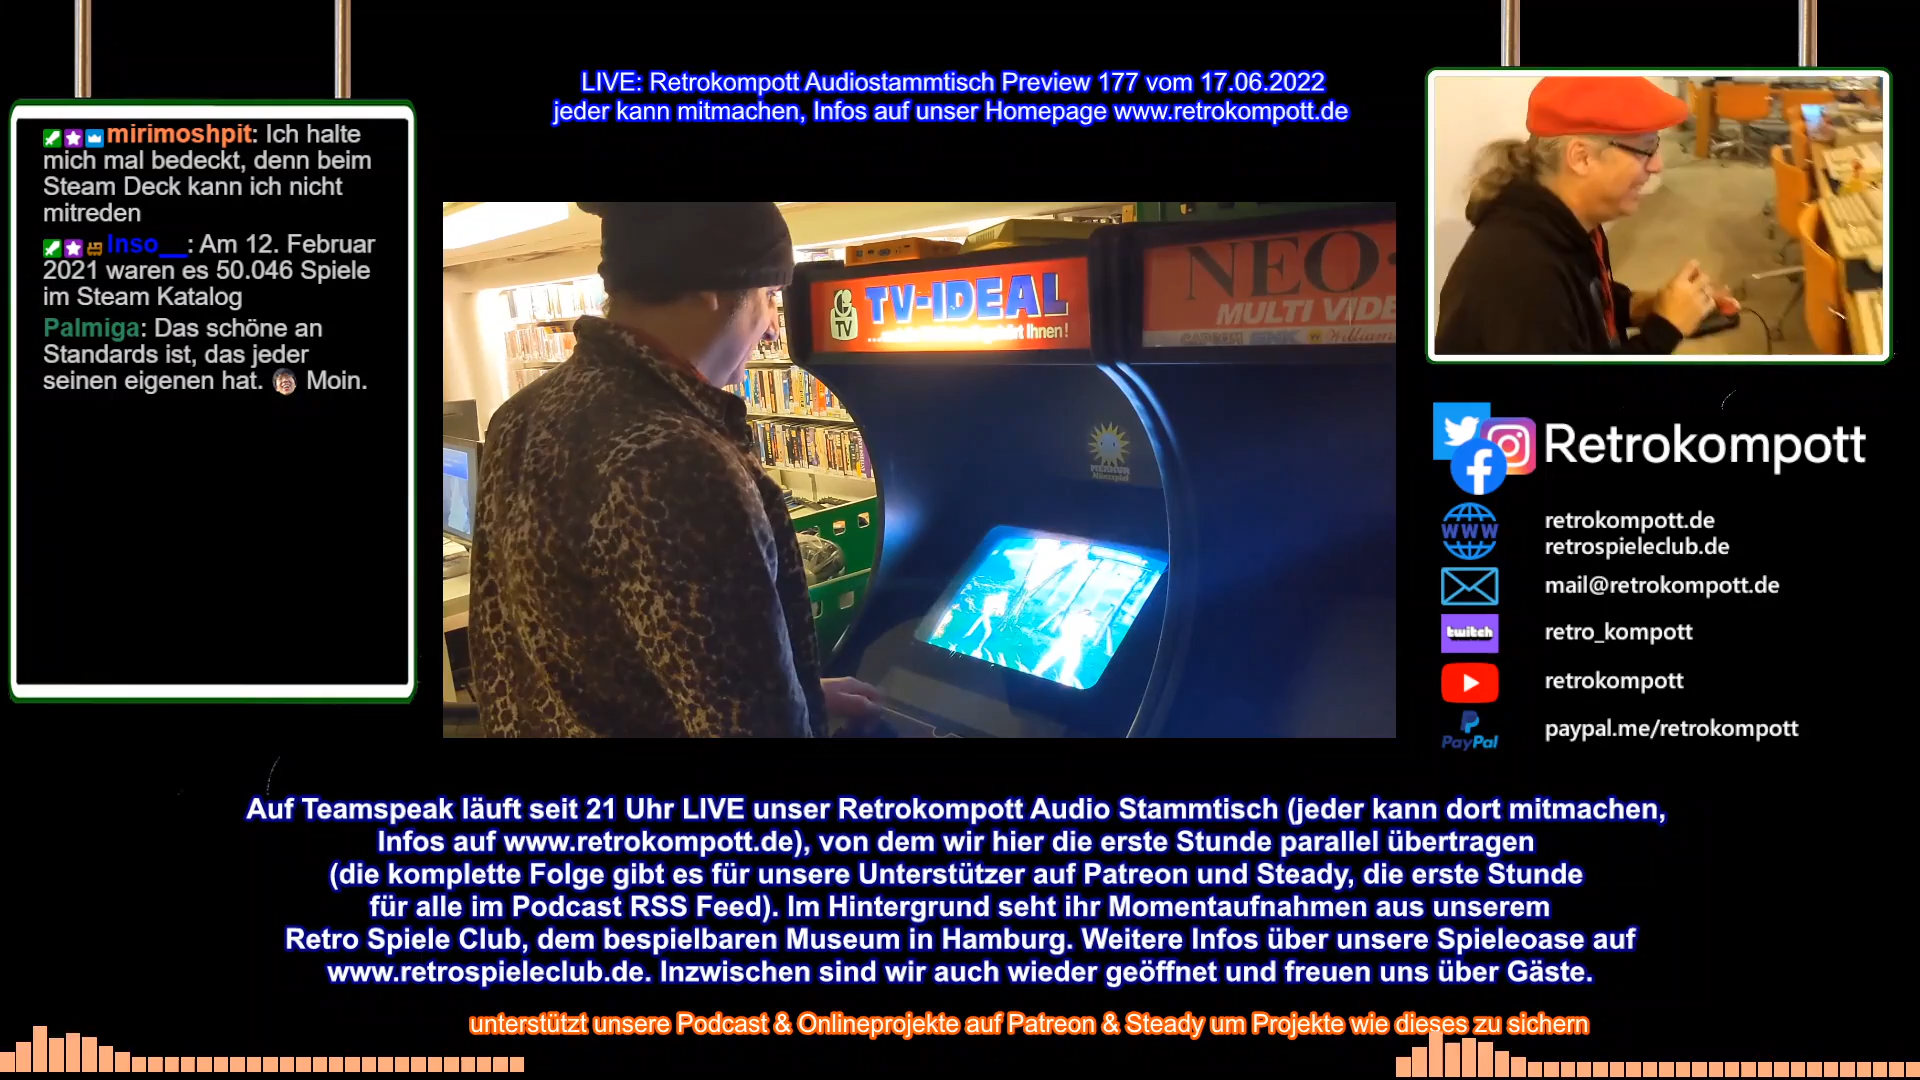 LIVE: Retrokompott Audiostammtisch Preview 177 vom 17.06.2022
jeder kann mitmachen, Infos auf unser Homepage www.retrokompott.de
mirimoshpit: Ich halte
mich mal bedeckt, denn beim
Steam Deck kann ich nicht
mitreden
Inso__: Am 12. Februar
2021 waren es 50.046 Spiele
im Steam Katalog
Palmiga: Das schöne an
Standards ist, das jeder
seinen eigenen hat. Moin.
TV
TV-IDEAL
Ihnen!
NEO
MULTI VIDE
MERKUR
Retrokompott
WWW
retrokompott.de
retrospieleclub.de
mail@retrokompott.de
twitch
retro_kompott
retrokompott
PayPal
paypal.me/retrokompott
Auf Teamspeak läuft seit 21 Uhr LIVE unser Retrokompott Audio Stammtisch (jeder kann dort mitmachen,
Infos auf www.retrokompott.de), von dem wir hier die erste Stunde parallel übertragen
(die komplette Folge gibt es für unsere Unterstützer auf Patreon und Steady, die erste Stunde
für alle im Podcast RSS Feed). Im Hintergrund seht ihr Momentaufnahmen aus unserem
Retro Spiele Club, dem bespielbaren Museum in Hamburg. Weitere Infos über unsere Spieleoase auf
www.retrospieleclub.de. Inzwischen sind wir auch wieder geöffnet und freuen uns über Gäste.
unterstützt unsere Podcast & Onlineprojekte auf Patreon & Steady um Projekte wie dieses zu sichern